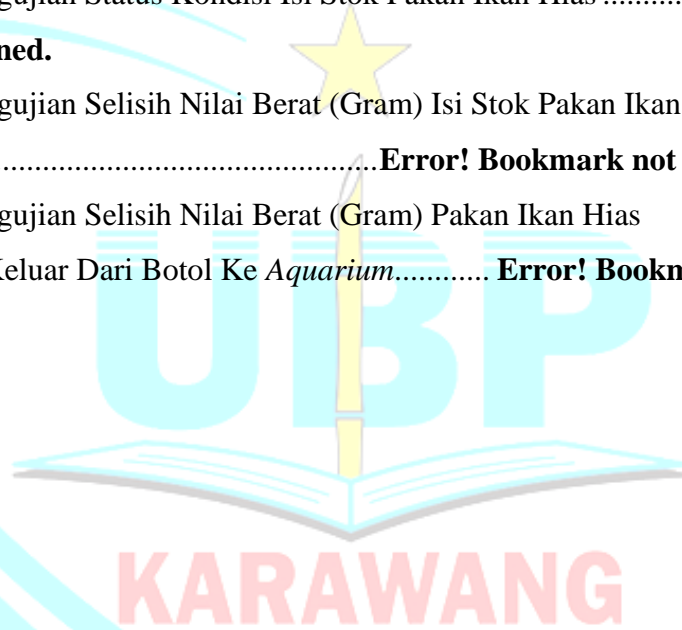 gujian Status Kondisi Isi Stok Pakan Ikan Hias ..........
ned.
gujian Selisih Nilai Berat (Gram) Isi Stok Pakan Ikan
............................................Error! Bookmark not
gujian Selisih Nilai Berat (Gram) Pakan Ikan Hias
Keluar Dari Botol Ke Aquarium............ Error! Bookm
UBP
KARAWANG